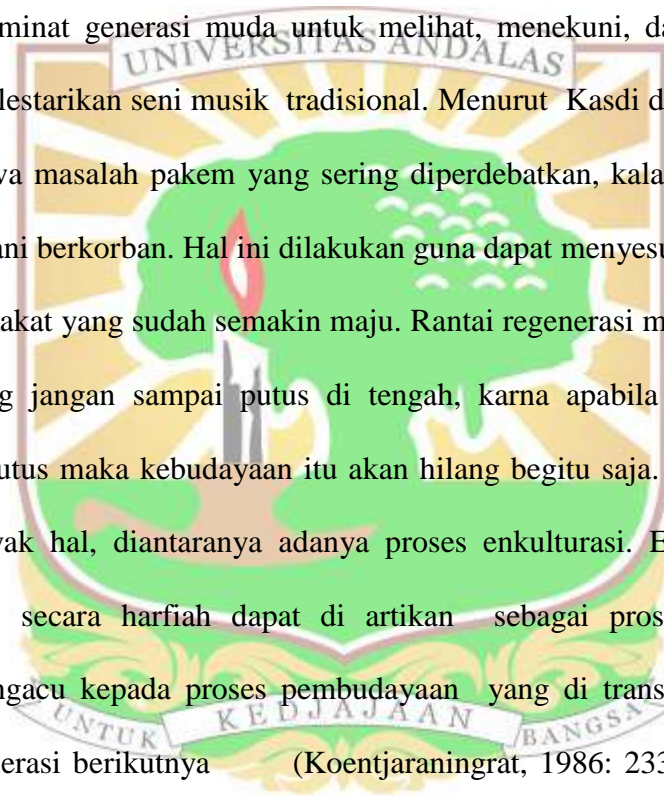 minat generasi muda untuk melihat, menekuni, da
UNIVERSITAS ANDALAS
lestarikan seni musik tradisional. Menurut Kasdi d
va masalah pakem yang sering diperdebatkan, kala
ani berkorban. Hal ini dilakukan guna dapat menyesu
akat yang sudah semakin maju. Rantai regenerasi m
g jangan sampai putus di tengah, karna apabila
utus maka kebudayaan itu akan hilang begitu saja.
yak hal, diantaranya adanya proses enkulturasi. E
secara harfiah dapat di artikan sebagai pros
ngacu kepada proses pembudayaan yang di trans
UNTUK KEDJAJAAN BANGSA
nerasi berikutnya (Koentjaraningrat, 1986: 233